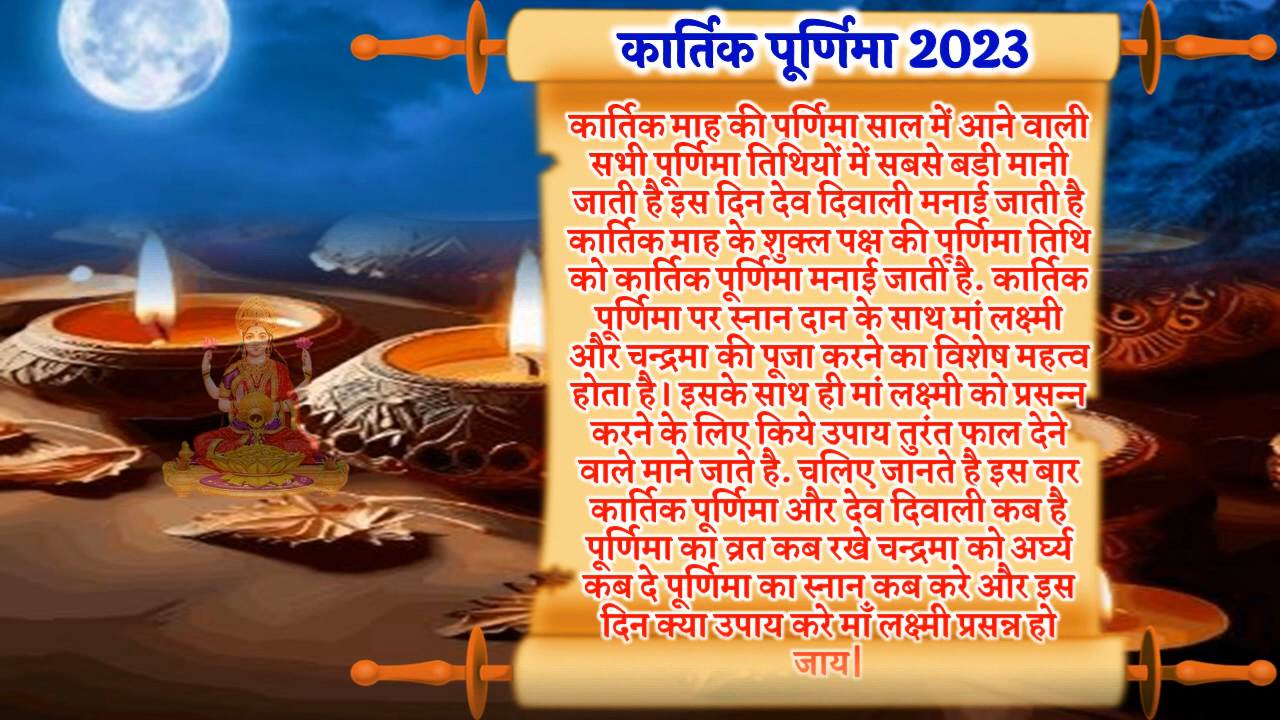 कार्तिक पूर्णिमा 2023
कार्तिक माह की पर्णिमा साल में आने वाली
सभी पूर्णिमा तिथियों में सबसे बडी मानी
जाती है इस दिन देव दिवाली मनाई जाती है
कार्तिक माह के शुक्ल पक्ष की पूर्णिमा तिथि
को कार्तिक पूर्णिमा मनाई जाती है. कार्तिक
पूर्णिमा पर स्नान दान के साथ मां लक्ष्मी
और चन्द्रमा की पूजा करने का विशेष महत्व
होता है। इसके साथ ही मां लक्ष्मी को प्रसन्न
करने के लिए किये उपाय तुरंत फाल देने
वाले माने जाते है. चलिए जानते है इस बार
कार्तिक पूर्णिमा और देव दिवाली कब है
पूर्णिमा का व्रत कब रखे चन्द्रमा को अर्घ्य
कब दे पूर्णिमा का स्नान कब करे और इस
दिन क्या उपाय करे माँ लक्ष्मी प्रसन्न हो
जाय|